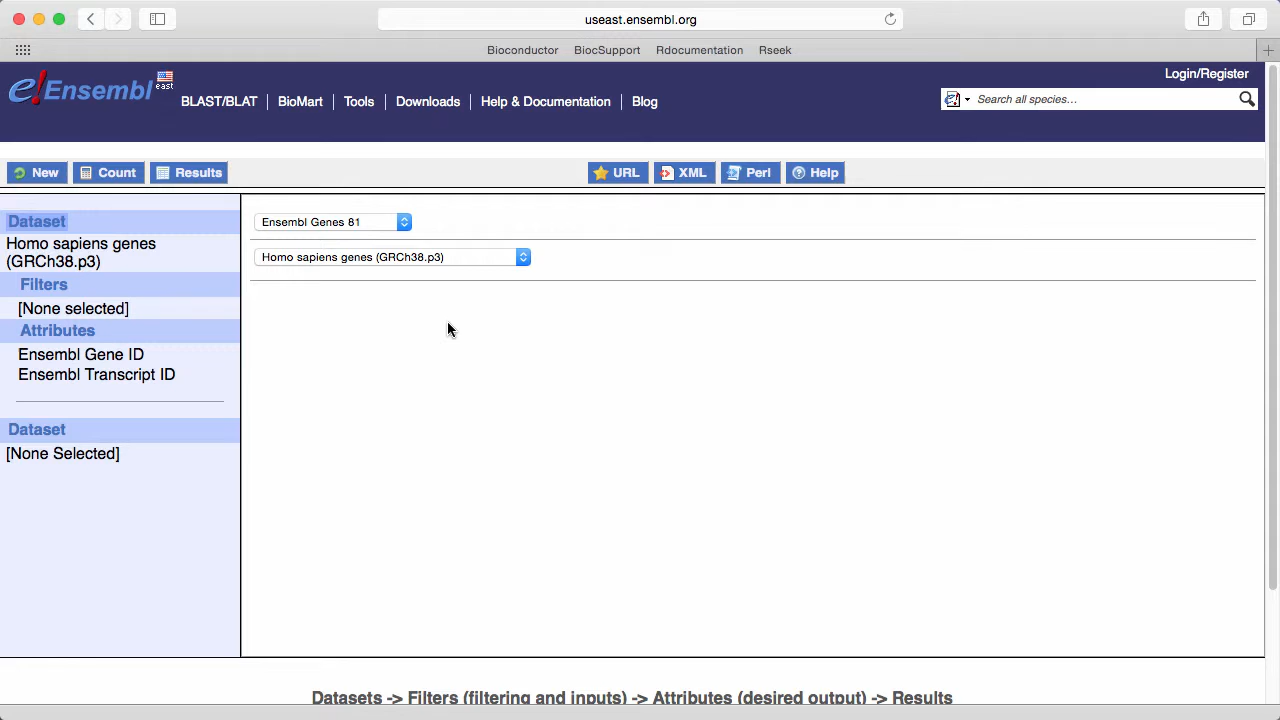 useast.ensembl.org
Bioconductor BiocSupport Rdocumentation Rseek
Login/Register
e!Ensembl east BLAST/BLAT BioMart Tools Downloads Help & Documentation Blog
e! Search all species...
New Count Results URL XML Perl Help
Dataset
Homo sapiens genes
(GRCh38.p3)
Filters
[None selected]
Attributes
Ensembl Gene ID
Ensembl Transcript ID
Dataset
[None Selected]
Ensembl Genes 81
Homo sapiens genes (GRCh38.p3)
Datasets -> Filters (filtering and inputs) -> Attributes (desired output) -> Results